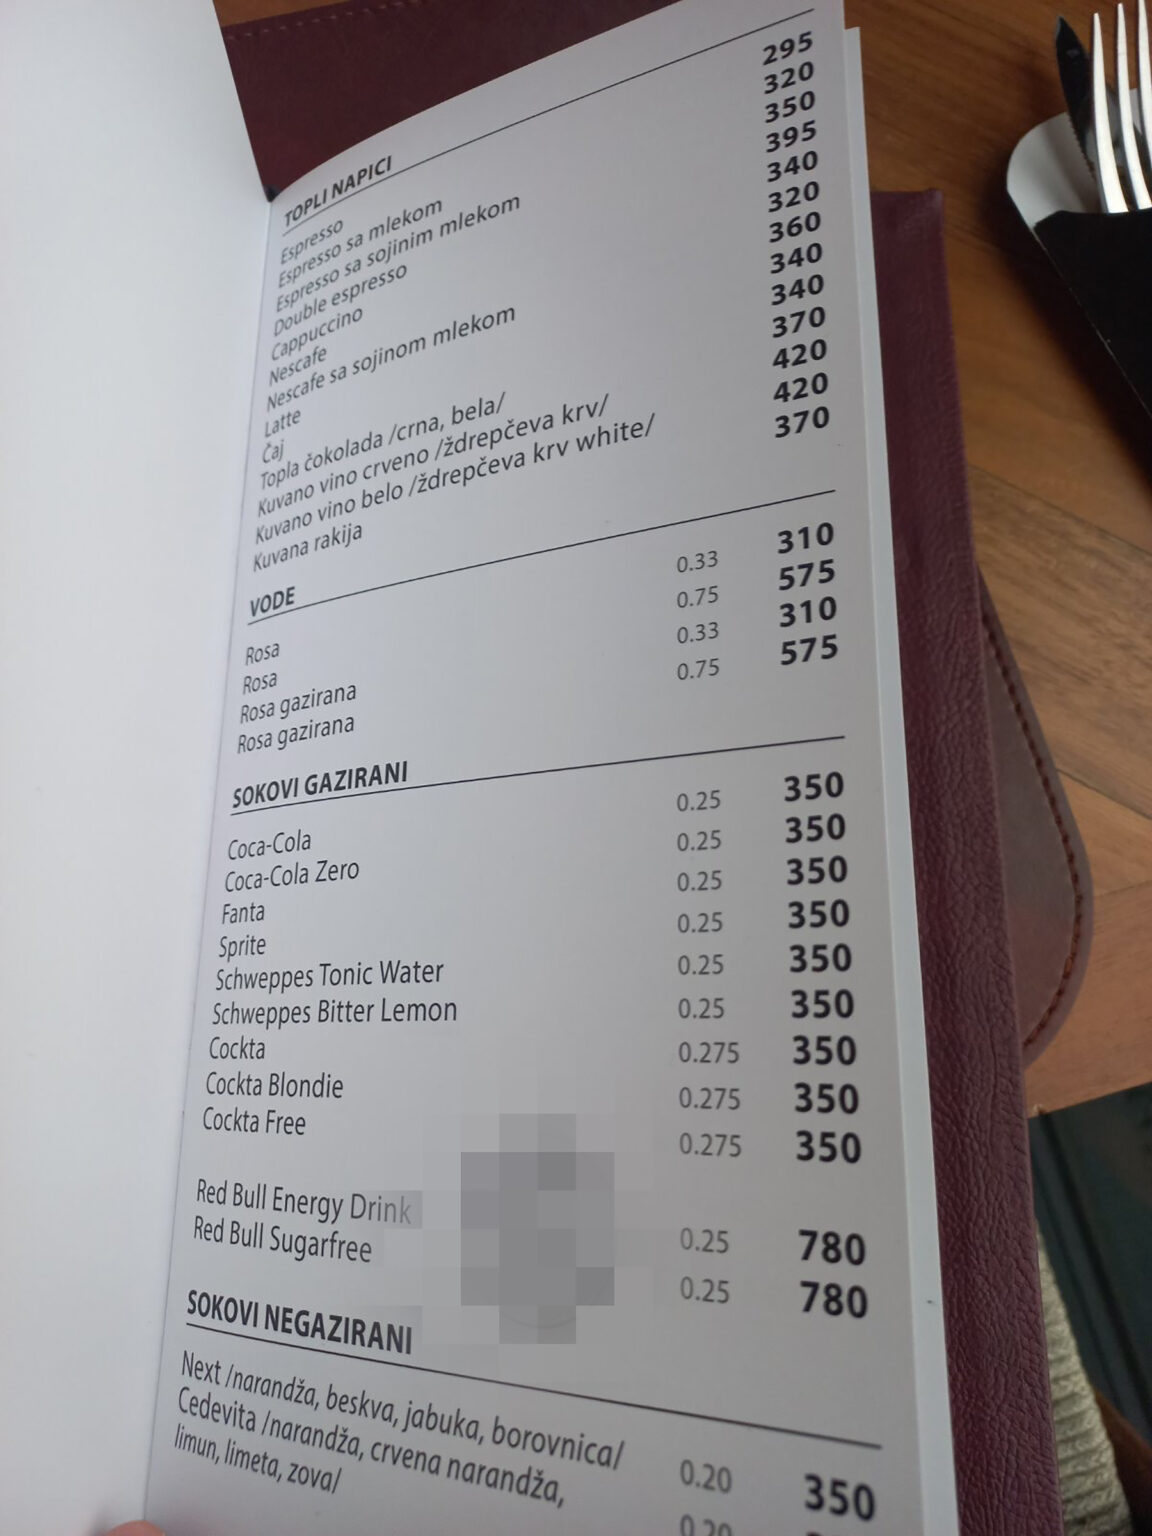 TOPLI NAPICI
Espresso 295
Espresso sa mlekom 320
Espresso sa sojinim mlekom 350
Double espresso 395
Cappuccino 340
Nescafe 320
Nescafe sa sojinom mlekom 360
Latte 340
Čaj 340
Topla čokolada /crna, bela/ 370
Kuvano vino crveno /ždrepčeva krv/ 420
Kuvano vino belo /ždrepčeva krv white/ 420
Kuvana rakija 370
VODE
Rosa 0.33 310
Rosa 0.75 575
Rosa gazirana 0.33 310
Rosa gazirana 0.75 575
SOKOVI GAZIRANI
Coca-Cola 0.25 350
Coca-Cola Zero 0.25 350
Fanta 0.25 350
Sprite 0.25 350
Schweppes Tonic Water 0.25 350
Schweppes Bitter Lemon 0.25 350
Cockta 0.275 350
Cockta Blondie 0.275 350
Cockta Free 0.275 350
Red Bull Energy Drink 0.25 780
Red Bull Sugarfree 0.25 780
SOKOVI NEGAZIRANI
Next /narandža, beskva, jabuka, borovnica/ 0.20 350
Cedevita /narandža, crvena narandža, 0.20
limun, limeta, zova/